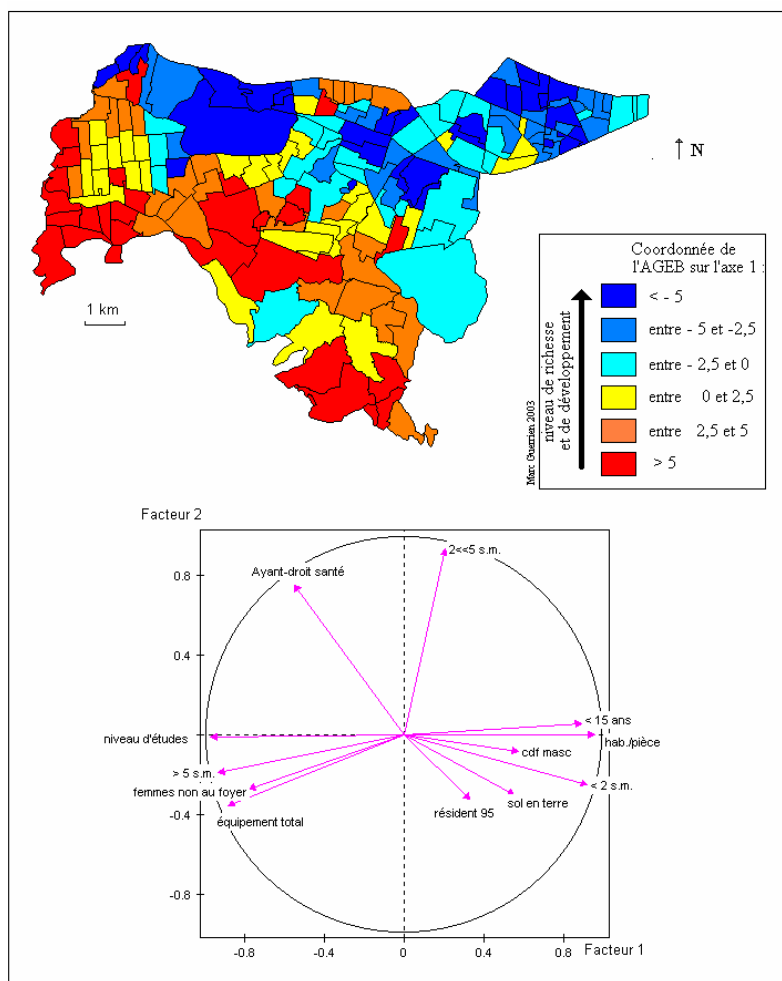 ↑ N
1 km
Coordonnée de
l'AGEB sur l'axe 1 :
< - 5
entre - 5 et -2,5
entre - 2,5 et 0
entre 0 et 2,5
entre 2,5 et 5
> 5
niveau de richesse
et de développement
Marc Guerrien 2003
Facteur 2
2<<5 s.m.
Ayant-droit santé
0.8
0.4
< 15 ans
0
niveau d'études
hab./pièce
cdf masc
> 5 s.m.
femmes non au foyer
< 2 s.m.
sol en terre
résident 95
équipement total
-0.4
-0.8
-0.8
-0.4
0
0.4
0.8
Facteur 1